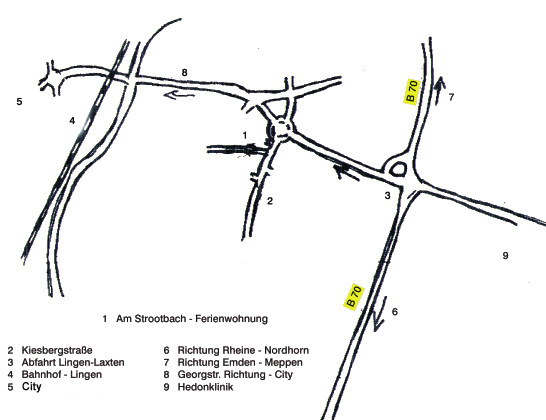 8
B 70
7
5
4
1
2
3
9
B 70
6
1 Am Strootbach - Ferienwohnung
2 Kiesbergstraße
3 Abfahrt Lingen-Laxten
4 Bahnhof - Lingen
5 City
6 Richtung Rheine - Nordhorn
7 Richtung Emden - Meppen
8 Georgstr. Richtung - City
9 Hedonklinik